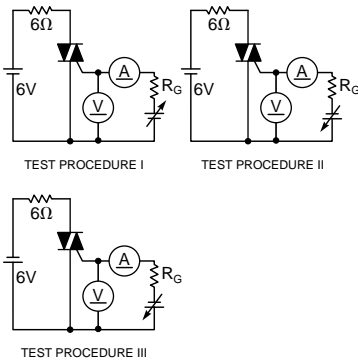 6Ω
6V
A
V
RG
TEST PROCEDURE I
6Ω
6V
A
V
RG
TEST PROCEDURE II
6Ω
6V
A
V
RG
TEST PROCEDURE III